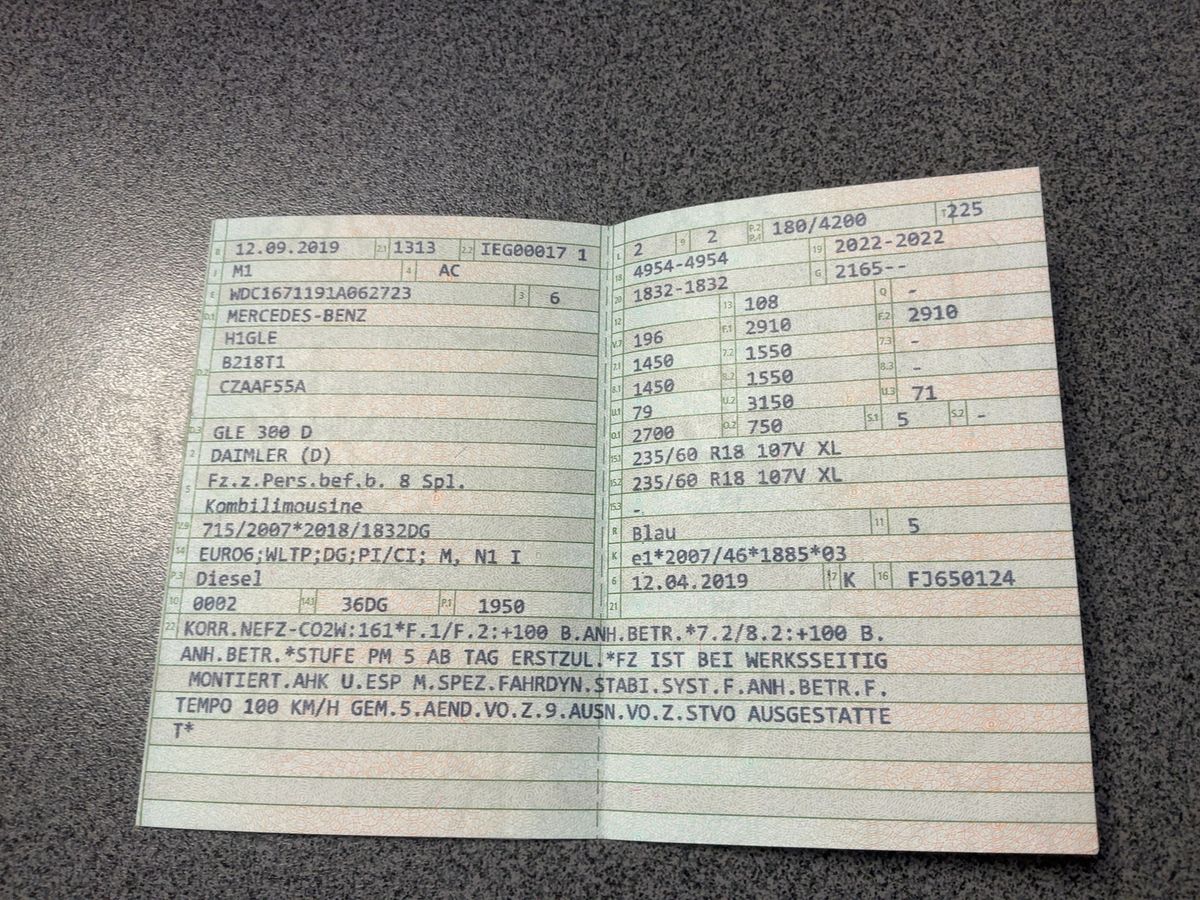 B 12.09.2019 2.1 1313 2.2 IEG00017 1
J M1 4 AC
E WDC1671191A062723 3 6
D.1 MERCEDES-BENZ
H1GLE
D.2 B218T1
CZAAF55A
D.3 GLE 300 D
2 DAIMLER (D)
5 Fz.z.Pers.bef.b. 8 Spl.
Kombilimousine
V.9 715/2007*2018/1832DG
14 EURO6;WLTP;DG;PI/CI; M, N1 I
P.3 Diesel
10 0002 14.1 36DG P.1 1950
L 2 9 2 P.2 P.4 180/4200 T 225
18 4954-4954 19 2022-2022
20 1832-1832 G 2165--
12 13 108 Q -
V.7 196 F.1 2910 F.2 2910
7.1 1450 7.2 1550 7.3 -
8.1 1450 8.2 1550 8.3 -
U.1 79 U.2 3150 U.3 71
O.1 2700 O.2 750 S.1 5 S.2 -
15.1 235/60 R18 107V XL
15.2 235/60 R18 107V XL
15.3 -
R Blau 11 5
K e1*2007/46*1885*03
6 12.04.2019 17 K 16 FJ650124
21
22 KORR.NEFZ-CO2W:161*F.1/F.2:+100 B.ANH.BETR.*7.2/8.2:+100 B.
ANH.BETR.*STUFE PM 5 AB TAG ERSTZUL.*FZ IST BEI WERKSSEITIG
MONTIERT.AHK U.ESP M.SPEZ.FAHRDYN.STABI.SYST.F.ANH.BETR.F.
TEMPO 100 KM/H GEM.5.AEND.VO.Z.9.AUSN.VO.Z.STVO AUSGESTATTE
T*